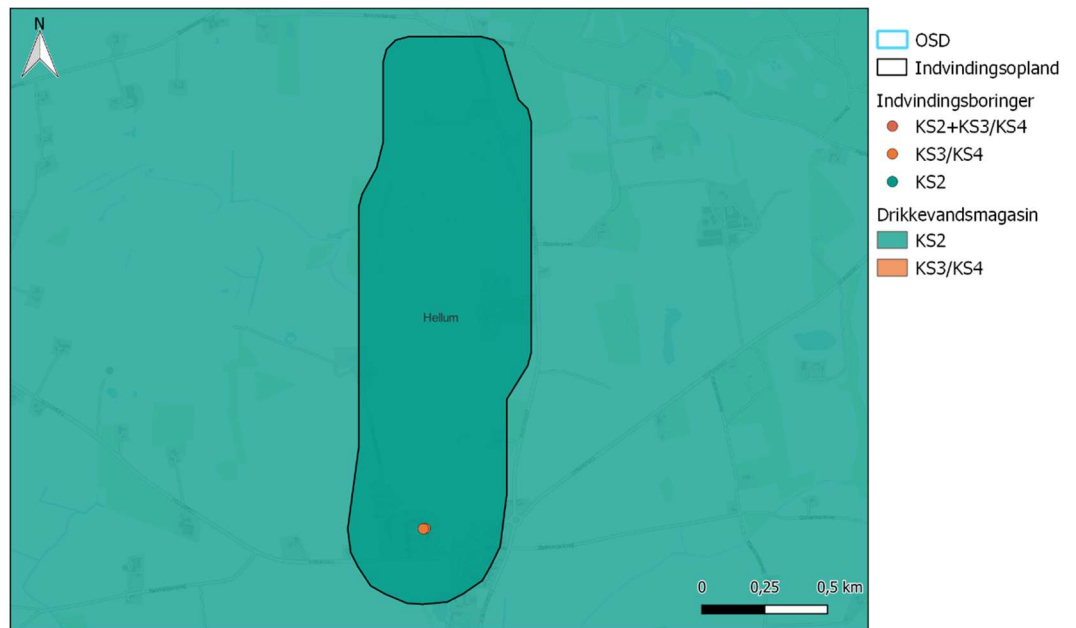 N
OSD
Indvindingsopland
Indvindingsboringer
KS2+KS3/KS4
KS3/KS4
KS2
Drikkevandsmagasin
KS2
KS3/KS4
Hellum
0 0,25 0,5 km